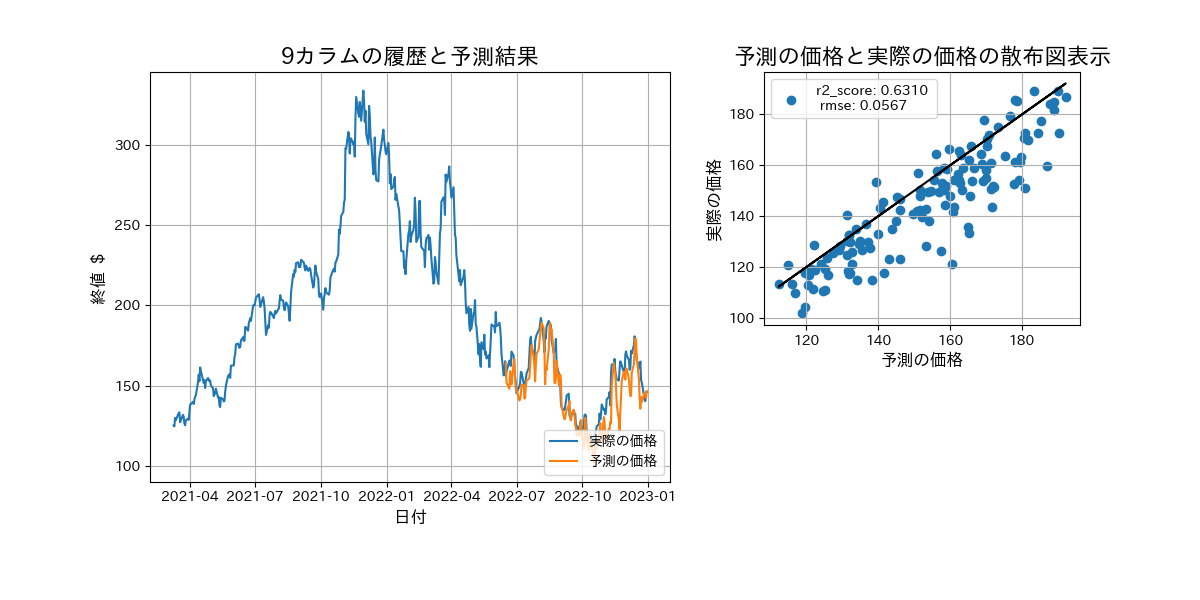 9カラムの履歴と予測結果
終値 $
300
250
200
150
100
2021-04 2021-07 2021-10 2022-01 2022-04 2022-07 2022-10 2023-01
日付
実際の価格
予測の価格
予測の価格と実際の価格の散布図表示
r2_score: 0.6310
rmse: 0.0567
実際の価格
180
160
140
120
100
120 140 160 180
予測の価格